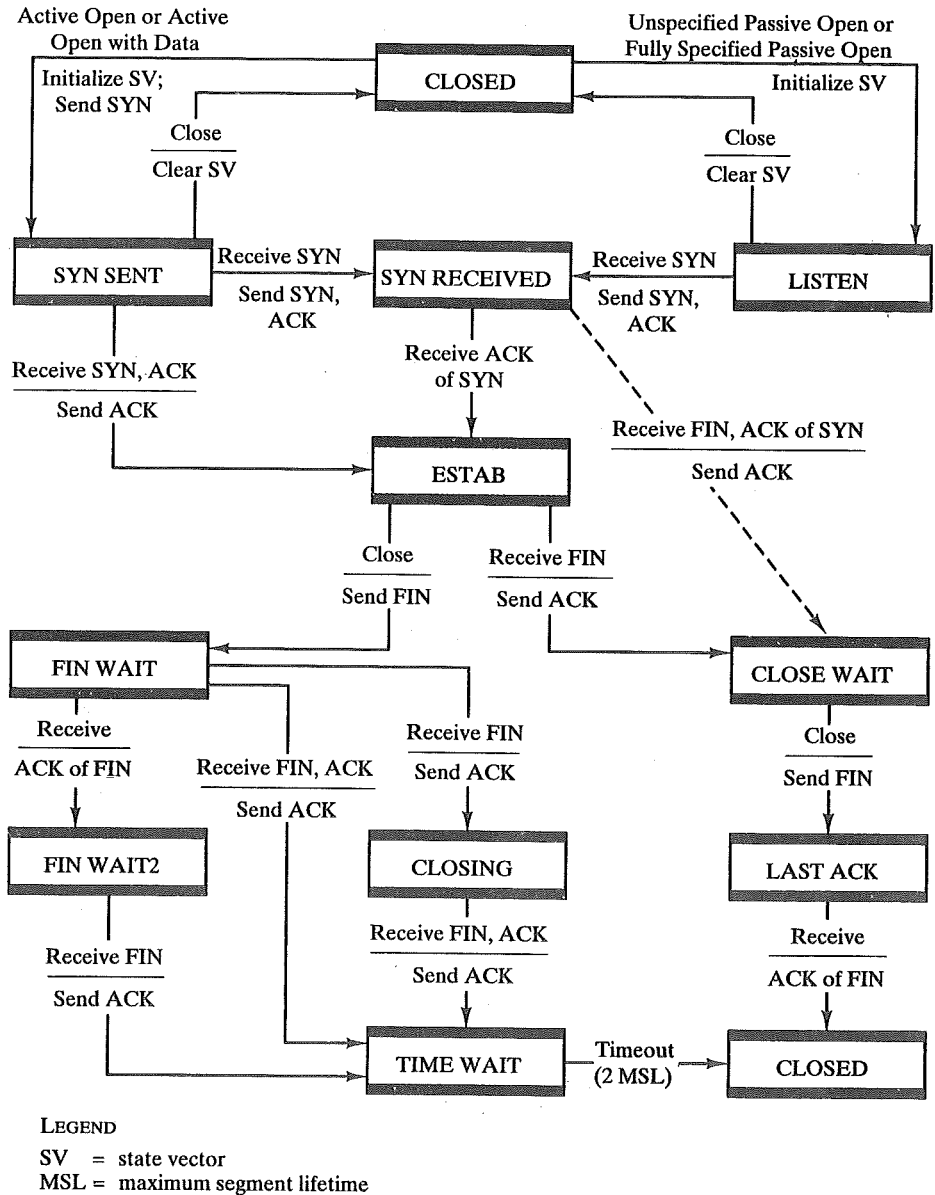 Active Open or Active
Open with Data
Initialize SV;
Send SYN
CLOSED
Unspecified Passive Open or
Fully Specified Passive Open
Initialize SV
Close
Clear SV
Close
Clear SV
SYN SENT
Receive SYN
Send SYN,
ACK
SYN RECEIVED
Receive SYN
Send SYN,
ACK
LISTEN
Receive SYN, ACK
Send ACK
Receive ACK
of SYN
Receive FIN, ACK of SYN
Send ACK
ESTAB
Close
Send FIN
Receive FIN
Send ACK
FIN WAIT
CLOSE WAIT
Receive
ACK of FIN
Receive FIN, ACK
Send ACK
Receive FIN
Send ACK
Close
Send FIN
FIN WAIT2
CLOSING
LAST ACK
Receive FIN
Send ACK
Receive FIN, ACK
Send ACK
Receive
ACK of FIN
TIME WAIT
Timeout
(2 MSL)
CLOSED
LEGEND
SV = state vector
MSL = maximum segment lifetime